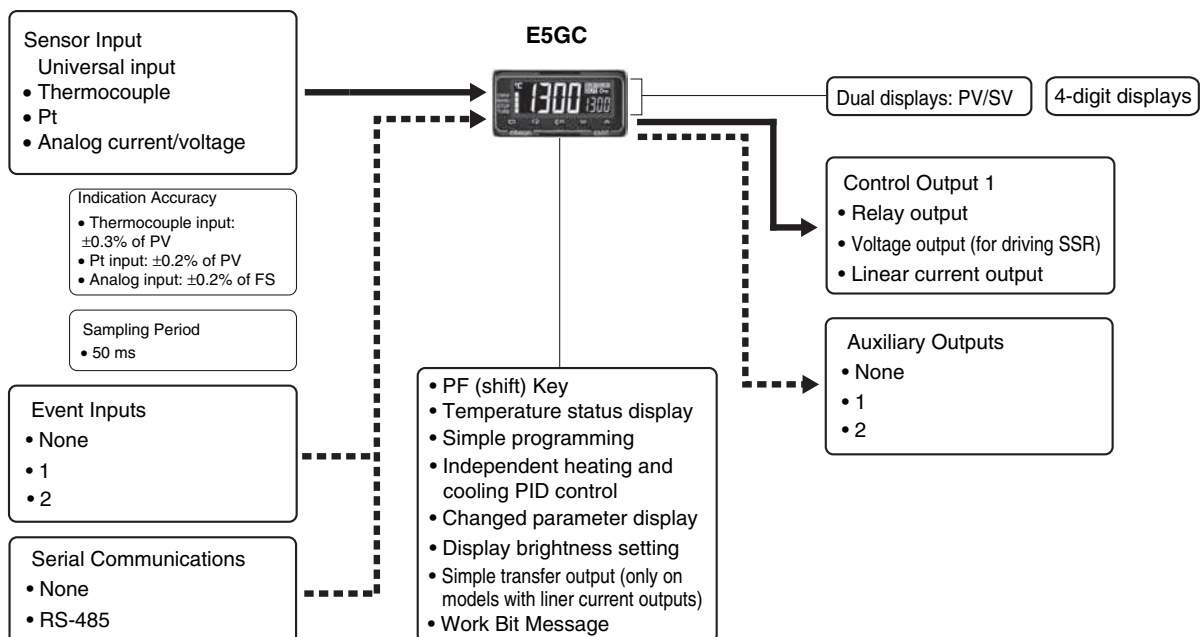 E5GC
Sensor Input
Universal input
• Thermocouple
• Pt
• Analog current/voltage
Indication Accuracy
• Thermocouple input:
±0.3% of PV
• Pt input: ±0.2% of PV
• Analog input: ±0.2% of FS
Sampling Period
• 50 ms
Event Inputs
• None
• 1
• 2
Serial Communications
• None
• RS-485
°C
1300
1300
Dual displays: PV/SV
4-digit displays
Control Output 1
• Relay output
• Voltage output (for driving SSR)
• Linear current output
Auxiliary Outputs
• None
• 1
• 2
• PF (shift) Key
• Temperature status display
• Simple programming
• Independent heating and
cooling PID control
• Changed parameter display
• Display brightness setting
• Simple transfer output (only on
models with liner current outputs)
• Work Bit Message